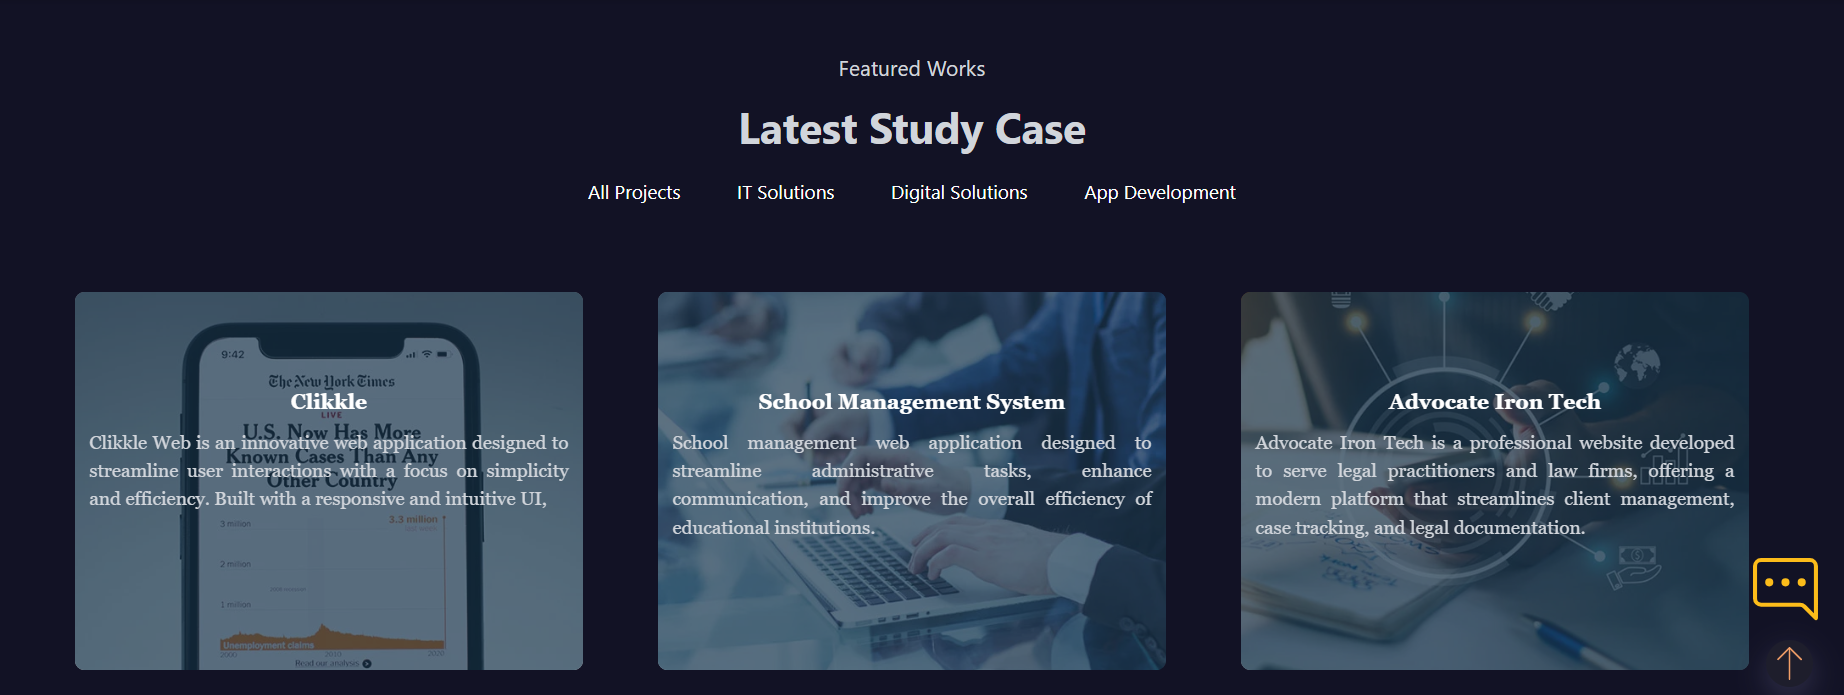 Featured Works
Latest Study Case
All Projects IT Solutions Digital Solutions App Development
9:42
The New York Times
Clikkle
LIVE
U.S. Now Has More
Known Cases Than Any
Other Country
Clikkle Web is an innovative web application designed to
streamline user interactions with a focus on simplicity
and efficiency. Built with a responsive and intuitive UI,
3 million
3.3 million
2 million
1 million
Unemployment claims
2000 2010 2020
Read our analysis
School Management System
School management web application designed to
streamline administrative tasks, enhance
communication, and improve the overall efficiency of
educational institutions.
Advocate Iron Tech
Advocate Iron Tech is a professional website developed
to serve legal practitioners and law firms, offering a
modern platform that streamlines client management,
case tracking, and legal documentation.